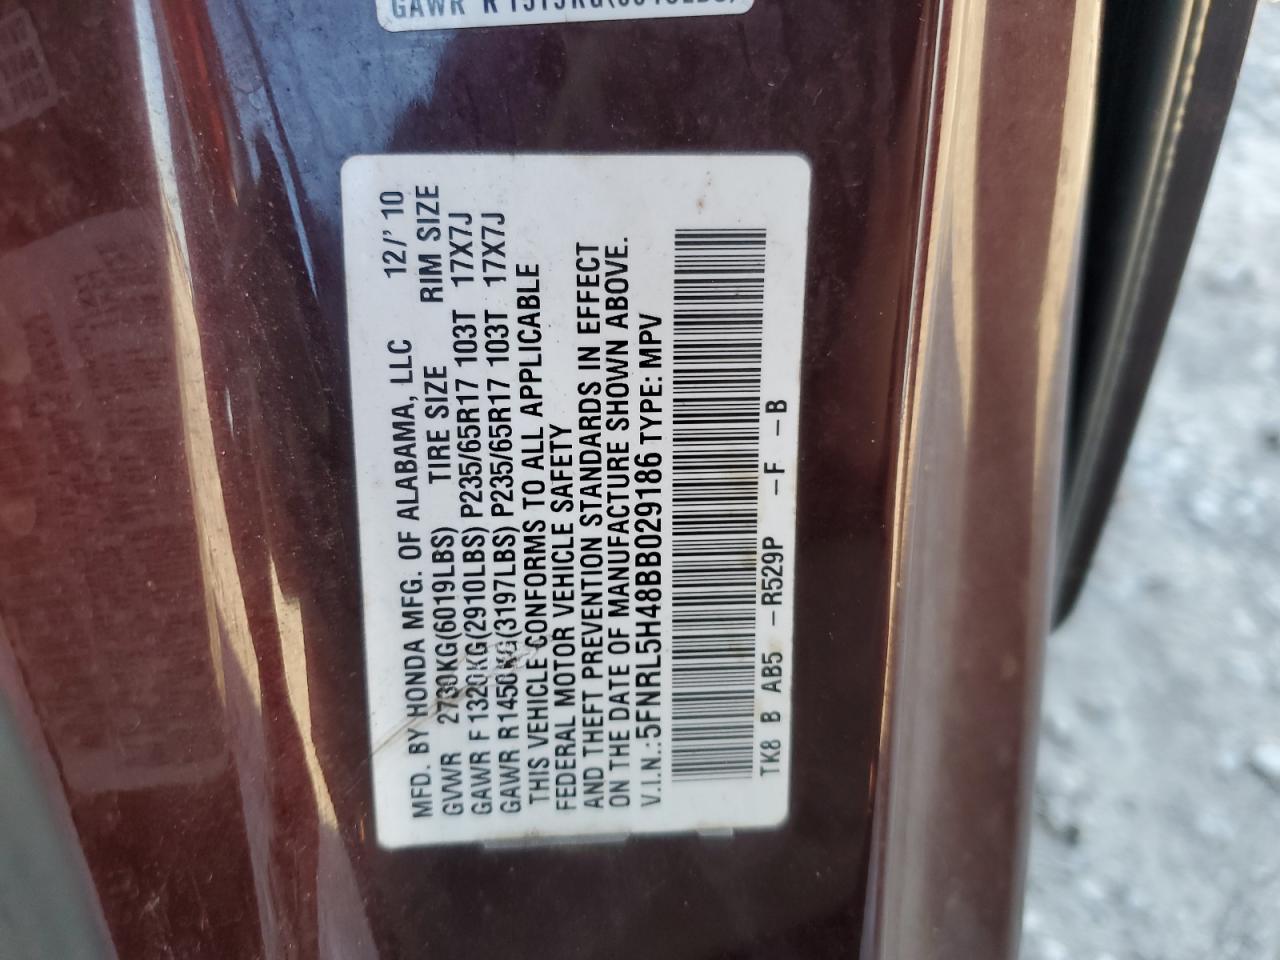 MFD. BY HONDA MFG. OF ALABAMA, LLC 12/'10
GVWR 2730KG(6019LBS) TIRE SIZE RIM SIZE
GAWR F 1320KG(2910LBS) P235/65R17 103T 17X7J
GAWR R 1450KG(3197LBS) P235/65R17 103T 17X7J
THIS VEHICLE CONFORMS TO ALL APPLICABLE
FEDERAL MOTOR VEHICLE SAFETY
AND THEFT PREVENTION STANDARDS IN EFFECT
ON THE DATE OF MANUFACTURE SHOWN ABOVE.
V.I.N.:5FNRL5H48BB029186 TYPE: MPV
TK8 B AB5 -R529P -F -B
GAWR R